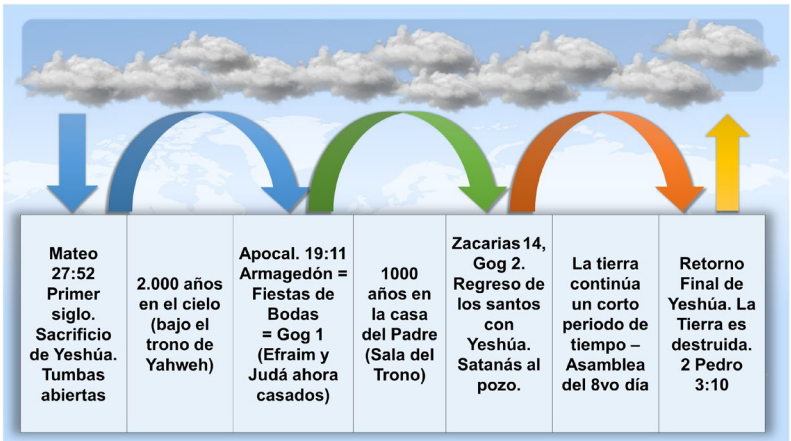 Mateo
27:52
Primer
siglo.
Sacrificio
de Yeshúa.
Tumbas
abiertas
2.000 años
en el cielo
(bajo el
trono de
Yahweh)
Apocal. 19:11
Armagedón =
Fiestas de
Bodas
= Gog 1
(Efraim y
Judá ahora
casados)
1000
años en
la casa
del Padre
(Sala del
Trono)
Zacarias 14,
Gog 2.
Regreso de
los santos
con
Yeshúa.
Satanás al
pozo.
La tierra
continúa
un corto
periodo de
tiempo –
Asamblea
del 8vo día
Retorno
Final de
Yeshúa. La
Tierra es
destruida.
2 Pedro
3:10